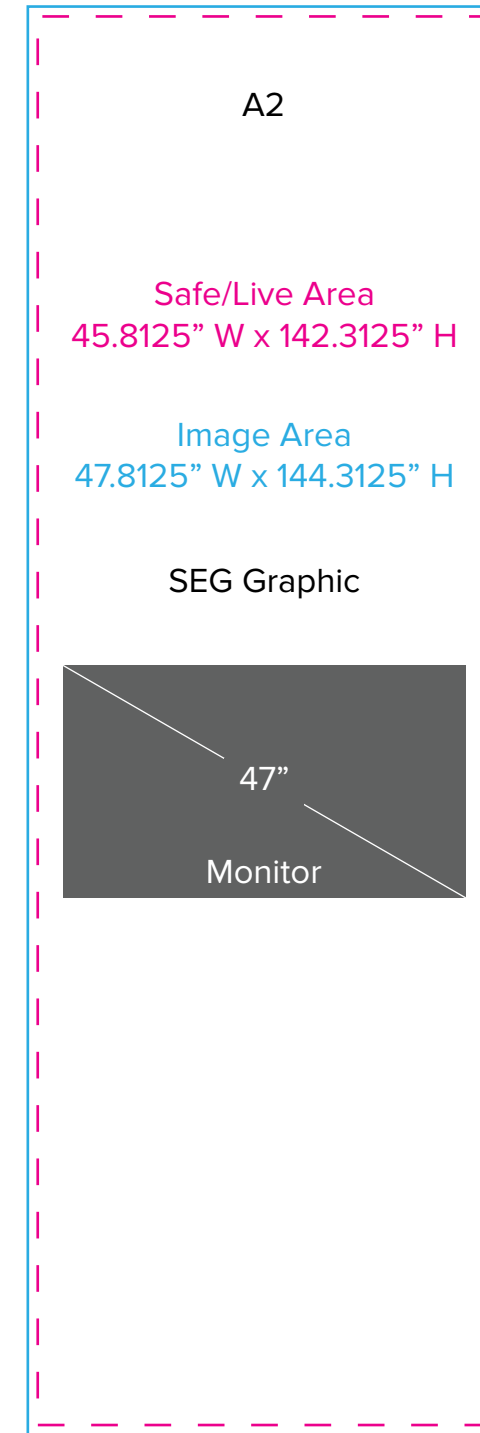 A2
Safe/Live Area
45.8125” W x 142.3125” H
Image Area
47.8125” W x 144.3125” H
SEG Graphic
47”
Monitor